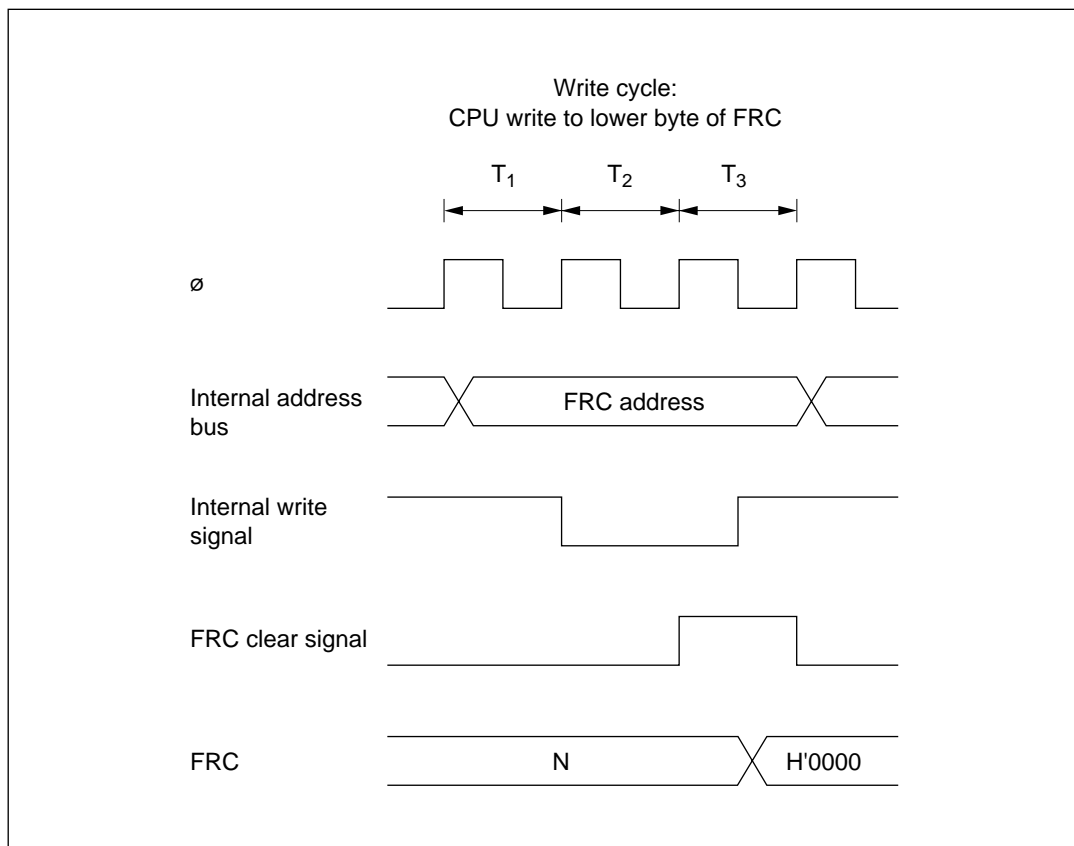 Write cycle:
CPU write to lower byte of FRC
T1 T2 T3
ø
Internal address
bus
FRC address
Internal write
signal
FRC clear signal
FRC
N
H'0000